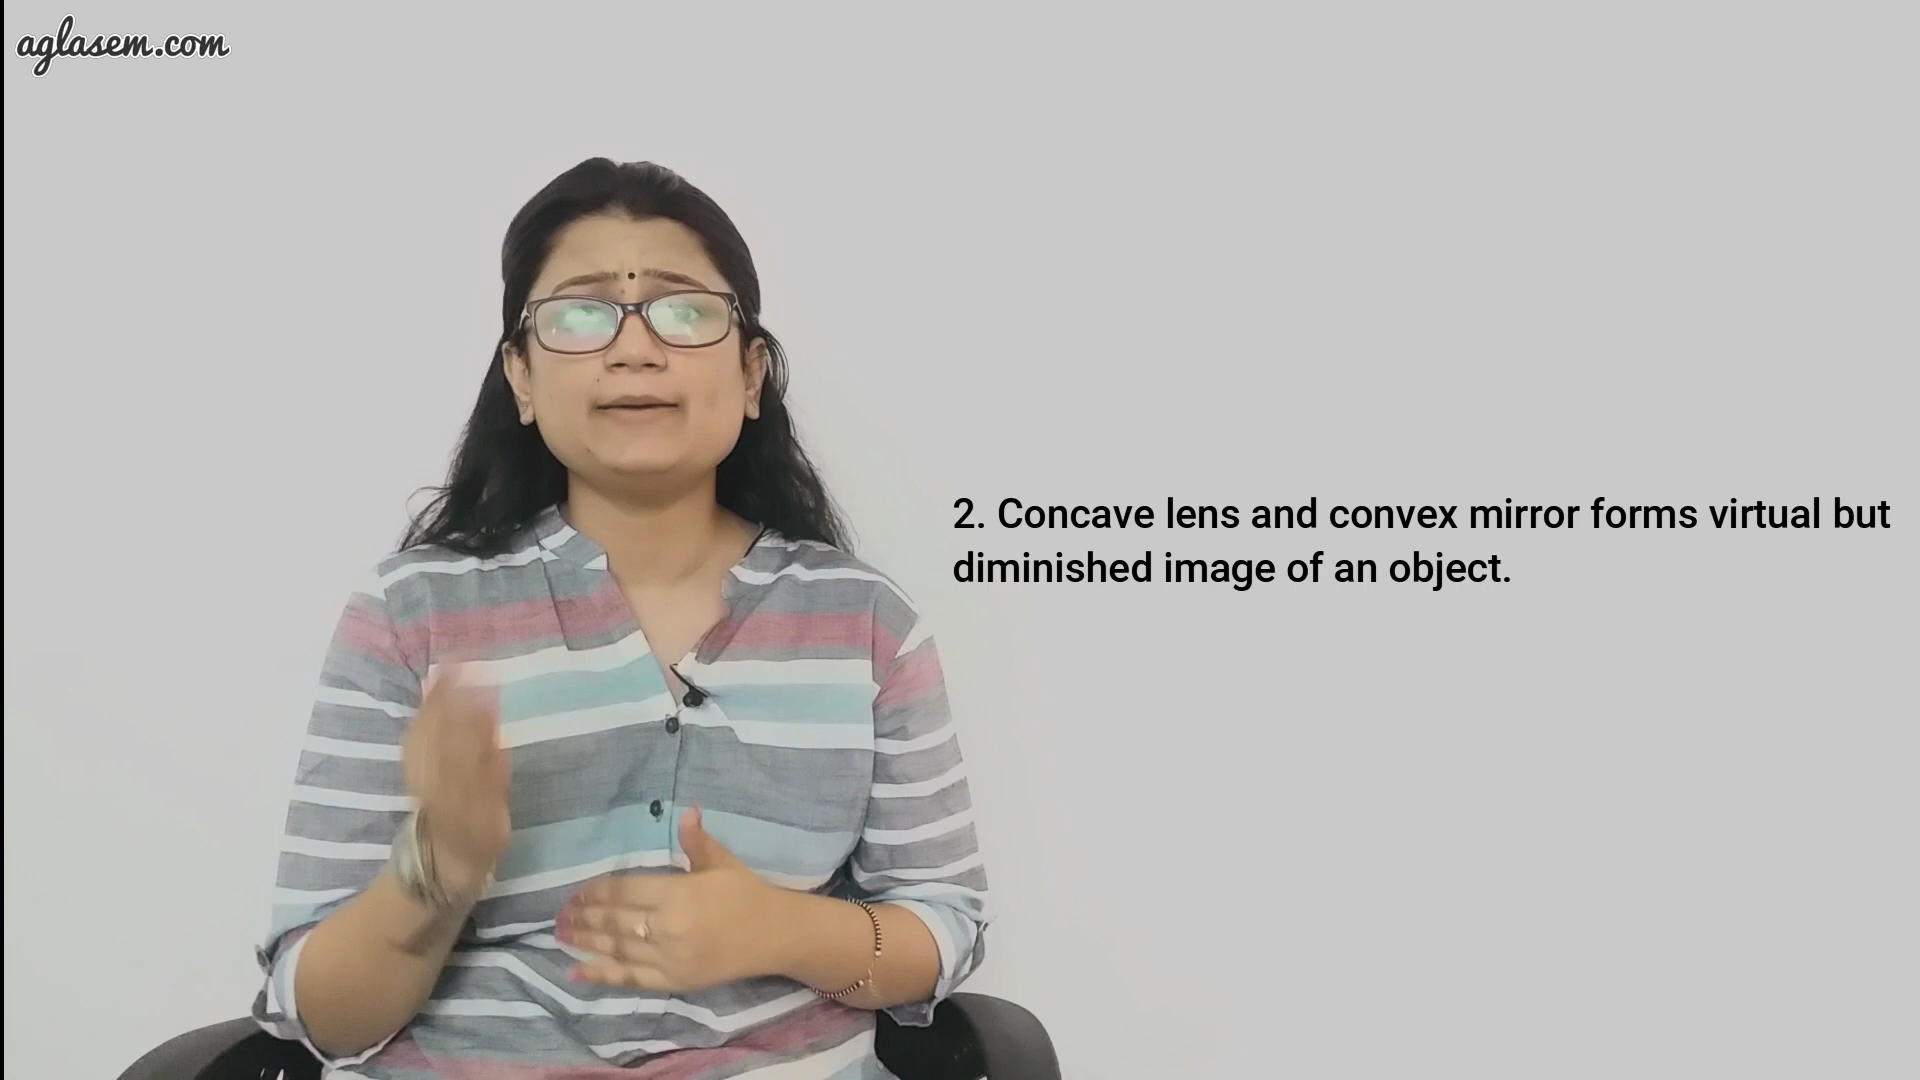 aglasem.com
2. Concave lens and convex mirror forms virtual but
diminished image of an object.